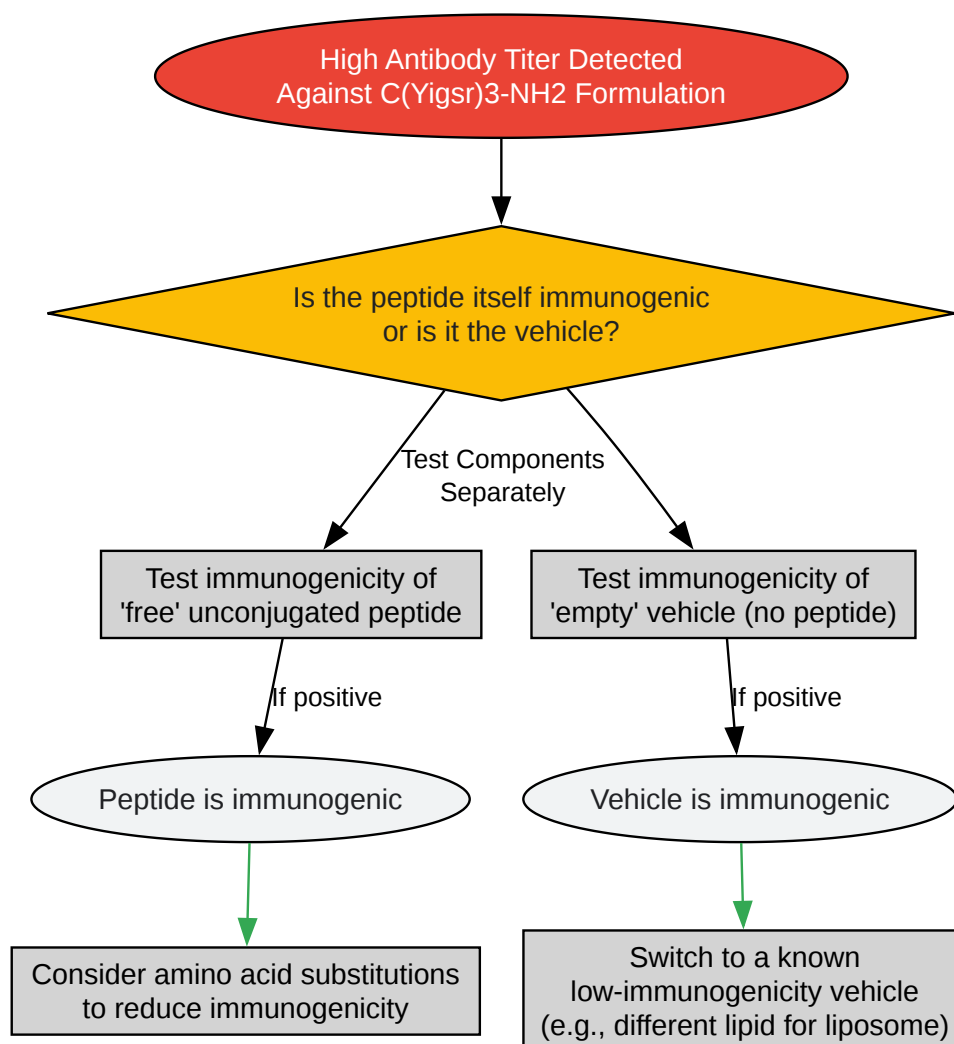 High Antibody Titer Detected
Against C(Yigsr)3-NH2 Formulation
Is the peptide itself immunogenic
or is it the vehicle?
Test Components
Separately
Test immunogenicity of
'free' unconjugated peptide
Test immunogenicity of
'empty' vehicle (no peptide)
If positive
If positive
Peptide is immunogenic
Vehicle is immunogenic
Consider amino acid substitutions
to reduce immunogenicity
Switch to a known
low-immunogenicity vehicle
(e.g., different lipid for liposome)